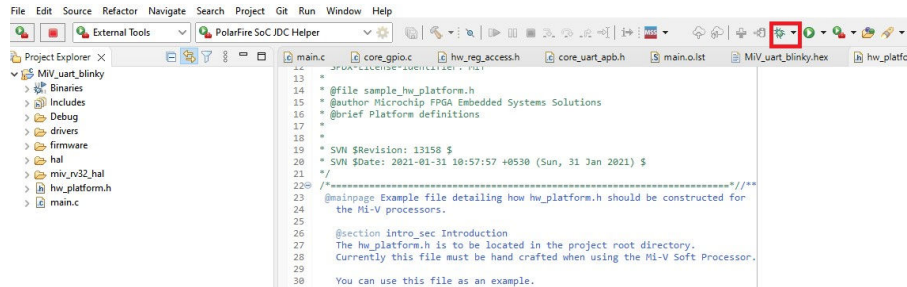 File Edit Source Refactor Navigate Search Project Git Run Window Help
External Tools PolarFire SoC JDC Helper MSS
Project Explorer
main.c core_gpio.c hw_reg_access.h core_uart_apb.h main.o.lst MiV_uart_blinky.hex hw_platfo
MiV_uart_blinky
Binaries
Includes
Debug
drivers
firmware
hal
miv_rv32_hal
hw_platform.h
main.c
12 * SPDX-License-Identifier: MIT
13 *
14 * @file sample_hw_platform.h
15 * @author Microchip FPGA Embedded Systems Solutions
16 * @brief Platform definitions
17 *
18 *
19 * SVN $Revision: 13158 $
20 * SVN $Date: 2021-01-31 10:57:57 +0530 (Sun, 31 Jan 2021) $
21 */
22 /*=========================================================================*//**
23 @mainpage Example file detailing how hw_platform.h should be constructed for
24 the Mi-V processors.
25
26 @section intro_sec Introduction
27 The hw_platform.h is to be located in the project root directory.
28 Currently this file must be hand crafted when using the Mi-V Soft Processor.
29
30 You can use this file as an example.